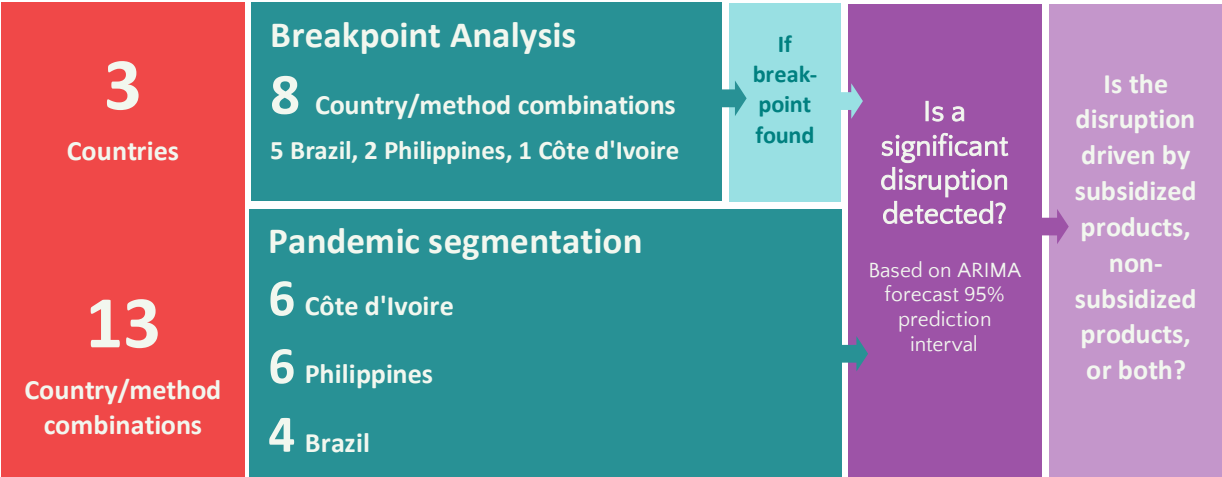 3
Countries
13
Country/method
combinations
Breakpoint Analysis
8 Country/method combinations
5 Brazil, 2 Philippines, 1 Côte d'Ivoire
If
break-
point
found
Pandemic segmentation
6 Côte d'Ivoire
6 Philippines
4 Brazil
Is a
significant
disruption
detected?
Based on ARIMA
forecast 95%
prediction
interval
Is the
disruption
driven by
subsidized
products,
non-
subsidized
products,
or both?